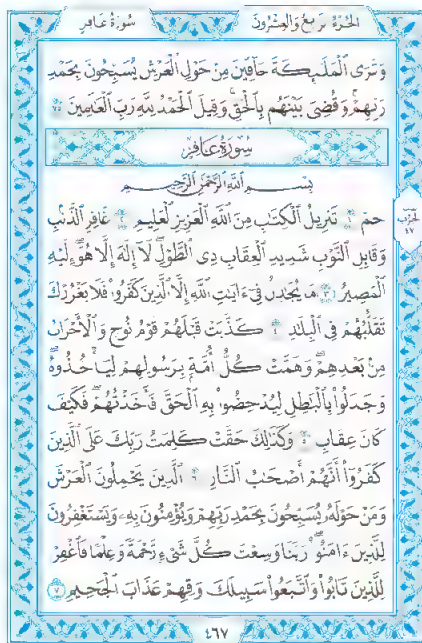 الجزء الرابع والعشرون سورة غافر
وَتَرَى ٱلْمَلَٰٓئِكَةَ حَآفِّينَ مِنْ حَوْلِ ٱلْعَرْشِ يُسَبِّحُونَ بِحَمْدِ
رَبِّهِمْ وَقُضِىَ بَيْنَهُم بِٱلْحَقِّ وَقِيلَ ٱلْحَمْدُ لِلَّهِ رَبِّ ٱلْعَٰلَمِينَ ٧٥
سورة غافر
بِسْمِ ٱللَّهِ ٱلرَّحْمَٰنِ ٱلرَّحِيمِ
حمٓ ١ تَنزِيلُ ٱلْكِتَٰبِ مِنَ ٱللَّهِ ٱلْعَزِيزِ ٱلْعَلِيمِ ٢ غَافِرِ ٱلذَّنۢبِ
وَقَابِلِ ٱلتَّوْبِ شَدِيدِ ٱلْعِقَابِ ذِى ٱلطَّوْلِ لَآ إِلَٰهَ إِلَّا هُوَ إِلَيْهِ
ٱلْمَصِيرُ ٣ مَا يُجَٰدِلُ فِىٓ ءَايَٰتِ ٱللَّهِ إِلَّا ٱلَّذِينَ كَفَرُوا۟ فَلَا يَغْرُرْكَ
تَقَلُّبُهُمْ فِى ٱلْبِلَٰدِ ٤ كَذَّبَتْ قَبْلَهُمْ قَوْمُ نُوحٍ وَٱلْأَحْزَابُ
مِنۢ بَعْدِهِمْ وَهَمَّتْ كُلُّ أُمَّةٍۭ بِرَسُولِهِمْ لِيَأْخُذُوهُ
وَجَٰدَلُوا۟ بِٱلْبَٰطِلِ لِيُدْحِضُوا۟ بِهِ ٱلْحَقَّ فَأَخَذْتُهُمْ فَكَيْفَ
كَانَ عِقَابِ ٥ وَكَذَٰلِكَ حَقَّتْ كَلِمَتُ رَبِّكَ عَلَى ٱلَّذِينَ
كَفَرُوٓا۟ أَنَّهُمْ أَصْحَٰبُ ٱلنَّارِ ٦ ٱلَّذِينَ يَحْمِلُونَ ٱلْعَرْشَ
وَمَنْ حَوْلَهُۥ يُسَبِّحُونَ بِحَمْدِ رَبِّهِمْ وَيُؤْمِنُونَ بِهِۦ وَيَسْتَغْفِرُونَ
لِلَّذِينَ ءَامَنُوا۟ رَبَّنَا وَسِعْتَ كُلَّ شَىْءٍ رَّحْمَةً وَعِلْمًا فَٱغْفِرْ
لِلَّذِينَ تَابُوا۟ وَٱتَّبَعُوا۟ سَبِيلَكَ وَقِهِمْ عَذَابَ ٱلْجَحِيمِ ٧
٤٦٧